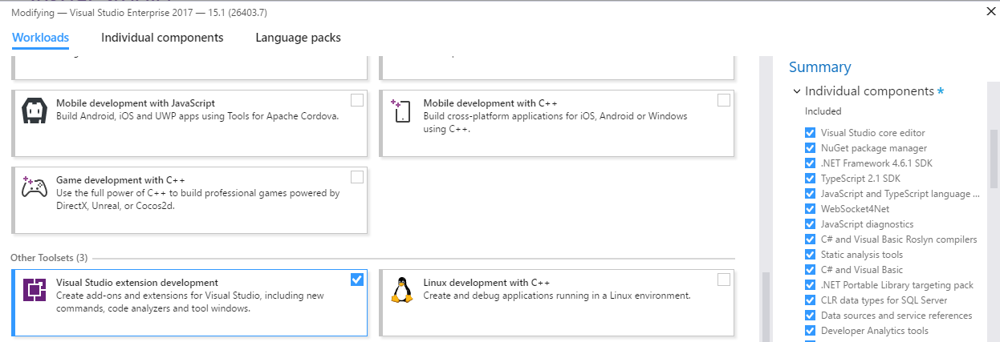 Modifying — Visual Studio Enterprise 2017 — 15.1 (26403.7)
Workloads
Individual components
Language packs
Mobile development with JavaScript
Build Android, iOS and UWP apps using Tools for Apache Cordova.
Mobile development with C++
Build cross-platform applications for iOS, Android or Windows
using C++.
Game development with C++
Use the full power of C++ to build professional games powered by
DirectX, Unreal, or Cocos2d.
Other Toolsets (3)
Visual Studio extension development
Create add-ons and extensions for Visual Studio, including new
commands, code analyzers and tool windows.
Linux development with C++
Create and debug applications running in a Linux environment.
Summary
Individual components *
Included
Visual Studio core editor
NuGet package manager
.NET Framework 4.6.1 SDK
TypeScript 2.1 SDK
JavaScript and TypeScript language ...
WebSocket4Net
JavaScript diagnostics
C# and Visual Basic Roslyn compilers
Static analysis tools
C# and Visual Basic
.NET Portable Library targeting pack
CLR data types for SQL Server
Data sources and service references
Developer Analytics tools